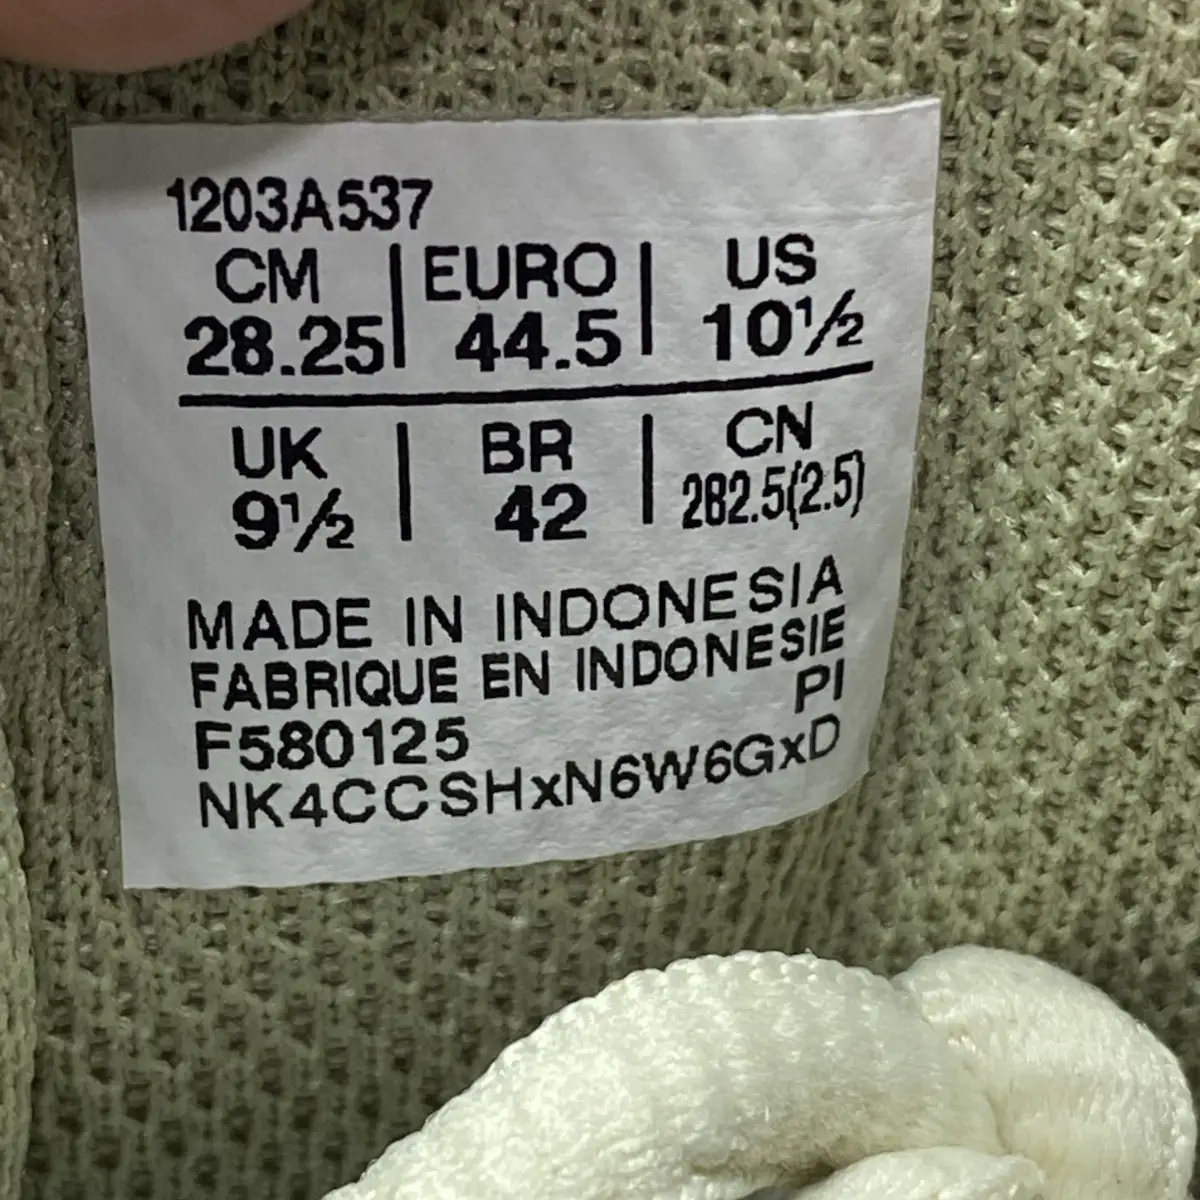 1203A537
CM | EURO | US
28.25 | 44.5 | 10½
UK | BR | CN
9½ | 42 | 282.5(2.5)
MADE IN INDONESIA
FABRIQUE EN INDONESIE
PI
F580125
NK4CCSHxN6W6GxD